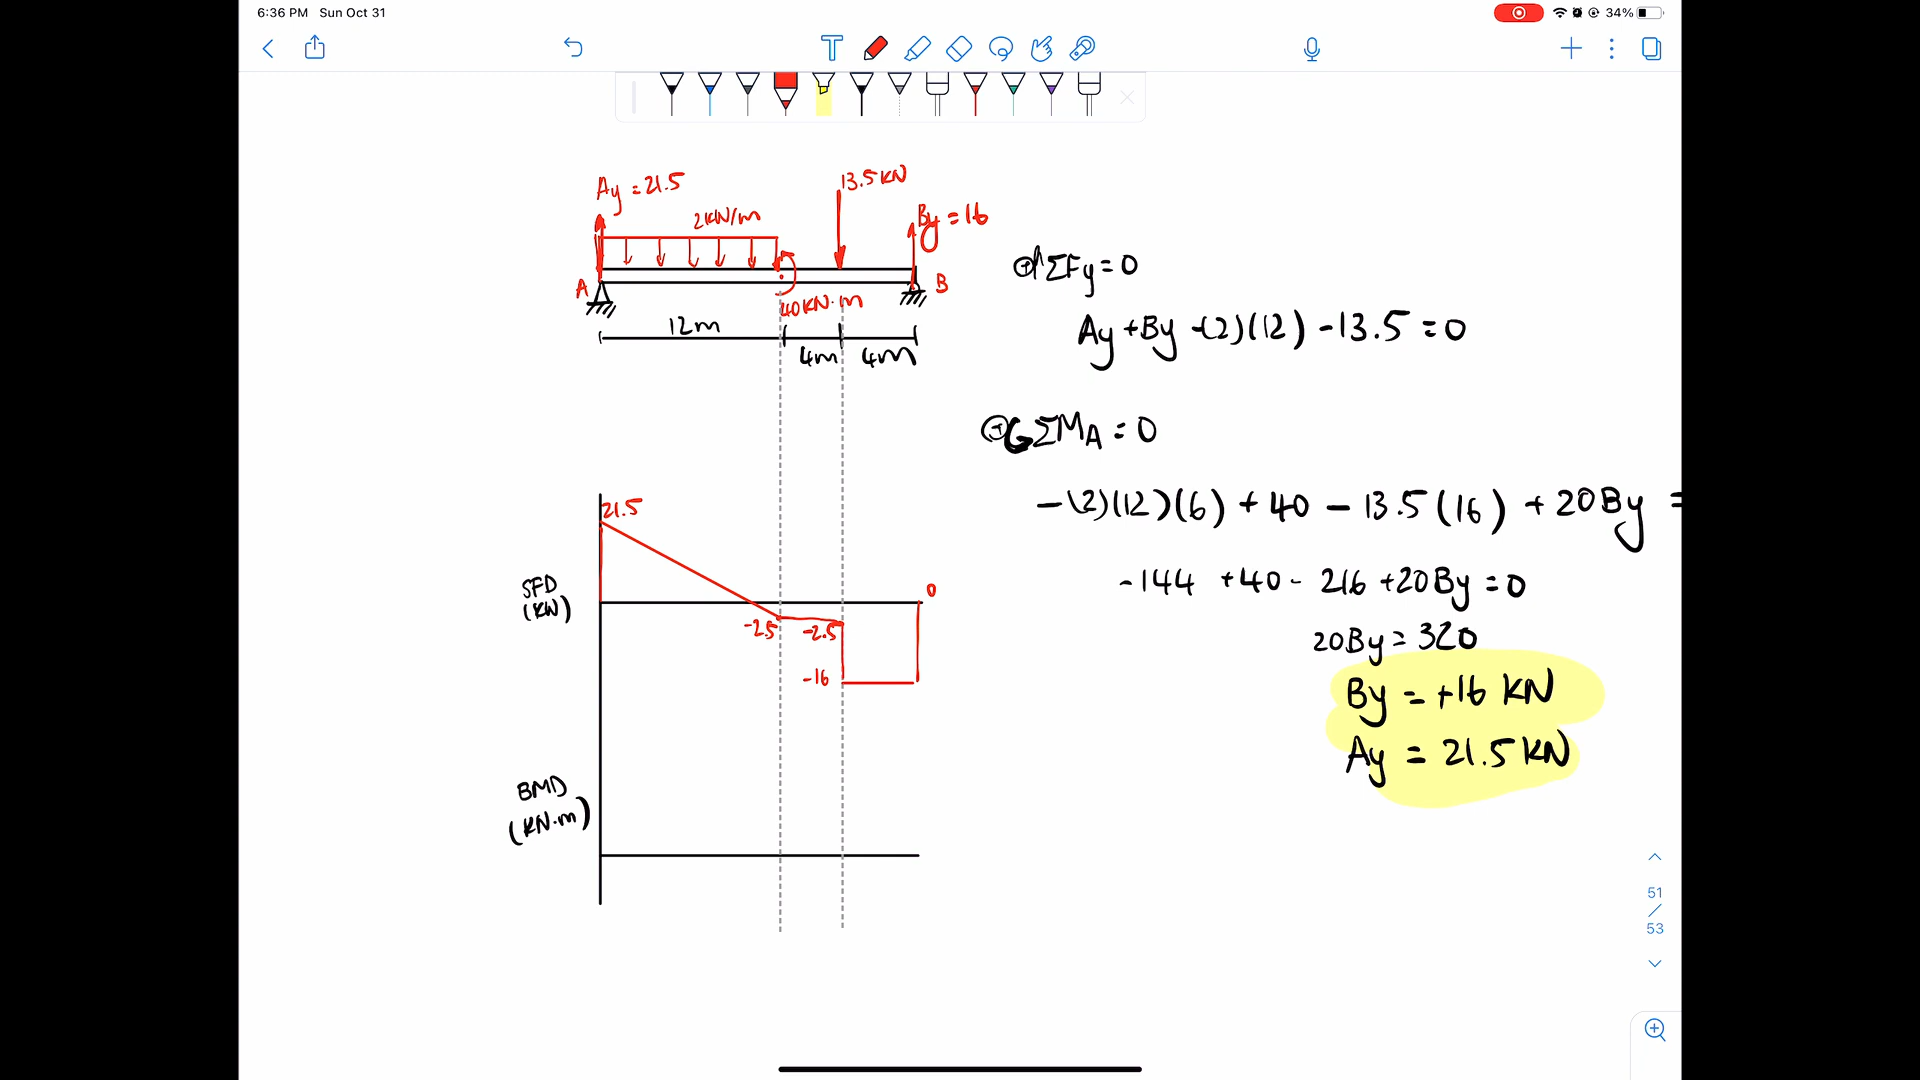 6:36 PM Sun Oct 31
34%
T
Ay = 21.5
13.5 KN
2KN/m
By = 16
A
B
40KN·m
12m
4m
4m
+ ΣFy = 0
Ay + By -(2)(12) - 13.5 = 0
+ ΣMA = 0
-(2)(12)(6) + 40 - 13.5(16) + 20By =
-144 + 40 - 216 + 20By = 0
20By = 320
By = +16 KN
Ay = 21.5 KN
21.5
SFD
(KN)
0
-2.5
-2.5
-16
BMD
(KN·m)
51
/
53